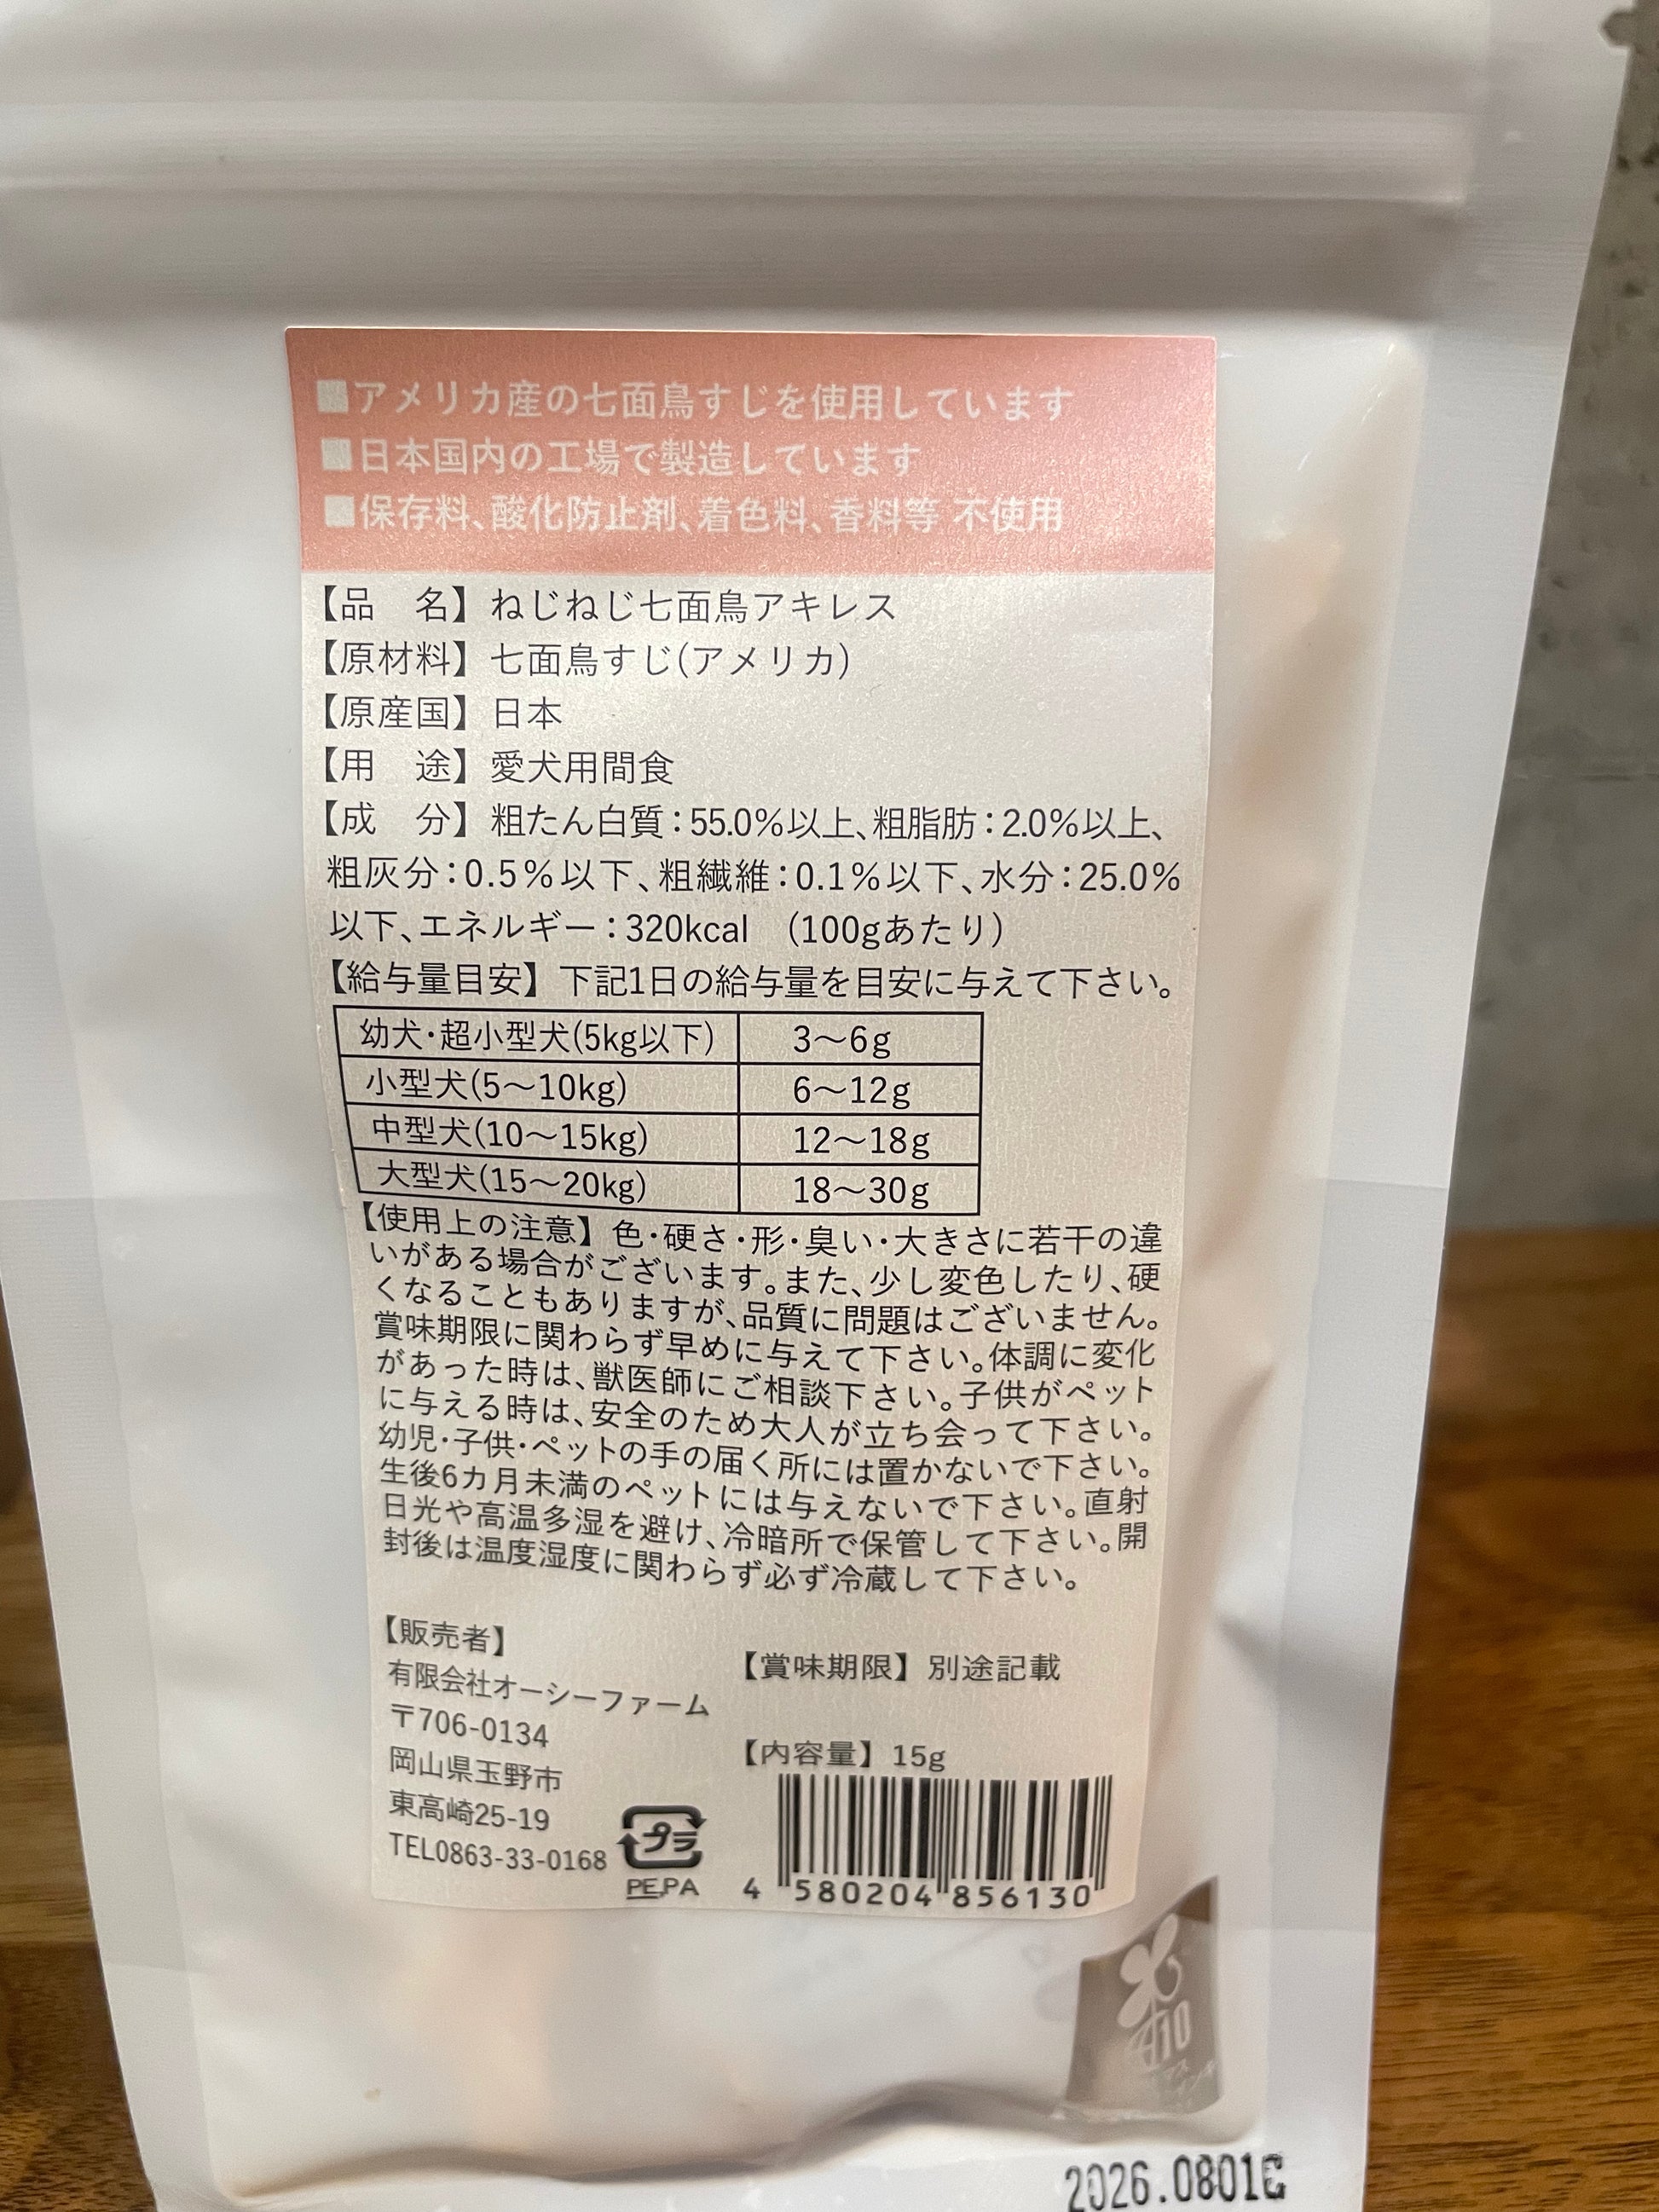 ■アメリカ産の七面鳥すじを使用しています
■日本国内の工場で製造しています
■保存料、酸化防止剤、着色料、香料等 不使用
【品　名】ねじねじ七面鳥アキレス
【原材料】七面鳥すじ(アメリカ)
【原産国】日本
【用　途】愛犬用間食
【成　分】粗たん白質：55.0％以上、粗脂肪：2.0％以上、
粗灰分：0.5％以下、粗繊維：0.1％以下、水分：25.0％
以下、エネルギー：320kcal　(100gあたり)
【給与量目安】下記1日の給与量を目安に与えて下さい。
幼犬・超小型犬(5kg以下)　3〜6g
小型犬(5〜10kg)　6〜12g
中型犬(10〜15kg)　12〜18g
大型犬(15〜20kg)　18〜30g
【使用上の注意】色・硬さ・形・臭い・大きさに若干の違
いがある場合がございます。また、少し変色したり、硬
くなることもありますが、品質に問題はございません。
賞味期限に関わらず早めに与えて下さい。体調に変化
があった時は、獣医師にご相談下さい。子供がペット
に与える時は、安全のため大人が立ち会って下さい。
幼児・子供・ペットの手の届く所には置かないで下さい。
生後6カ月未満のペットには与えないで下さい。直射
日光や高温多湿を避け、冷暗所で保管して下さい。開
封後は温度湿度に関わらず必ず冷蔵して下さい。
【販売者】
有限会社オーシーファーム
〒706-0134
岡山県玉野市
東高崎25-19
TEL0863-33-0168
プラ
PE,PA
【賞味期限】別途記載
【内容量】15g
4 580204 856130
2026.0801